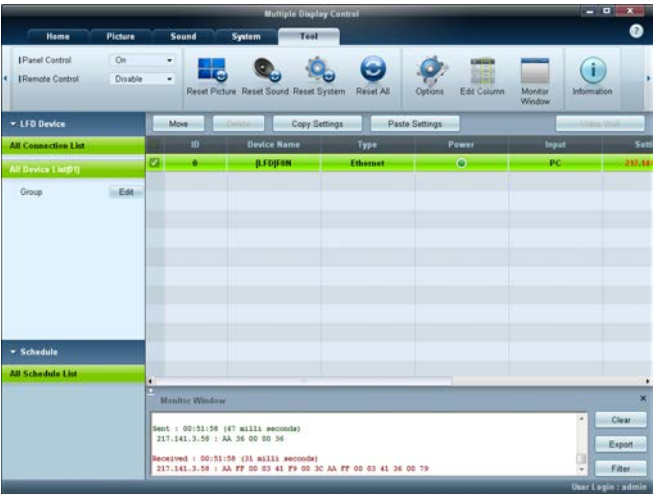 Multiple Display Control
Home Picture Sound System Tool
Panel Control On
Remote Control Disable
Reset Picture Reset Sound Reset System Reset All Options Edit Column Monitor Window Information
LFD Device
All Connection List
All Device List(01)
Group Edit
Move Delete Copy Settings Paste Settings Video Wall
ID Device Name Type Power Input Setti
0 [LFD]F0N Ethernet PC 217.141
Schedule
All Schedule List
Monitor Window
Sent : 00:51:58 (47 milli seconds)
217.141.3.58 : AA 36 00 00 36
Received : 00:51:58 (31 milli seconds)
217.141.3.58 : AA FF 00 03 41 F9 00 3C AA FF 00 03 41 36 00 79
Clear
Export
Filter
User Login : admin